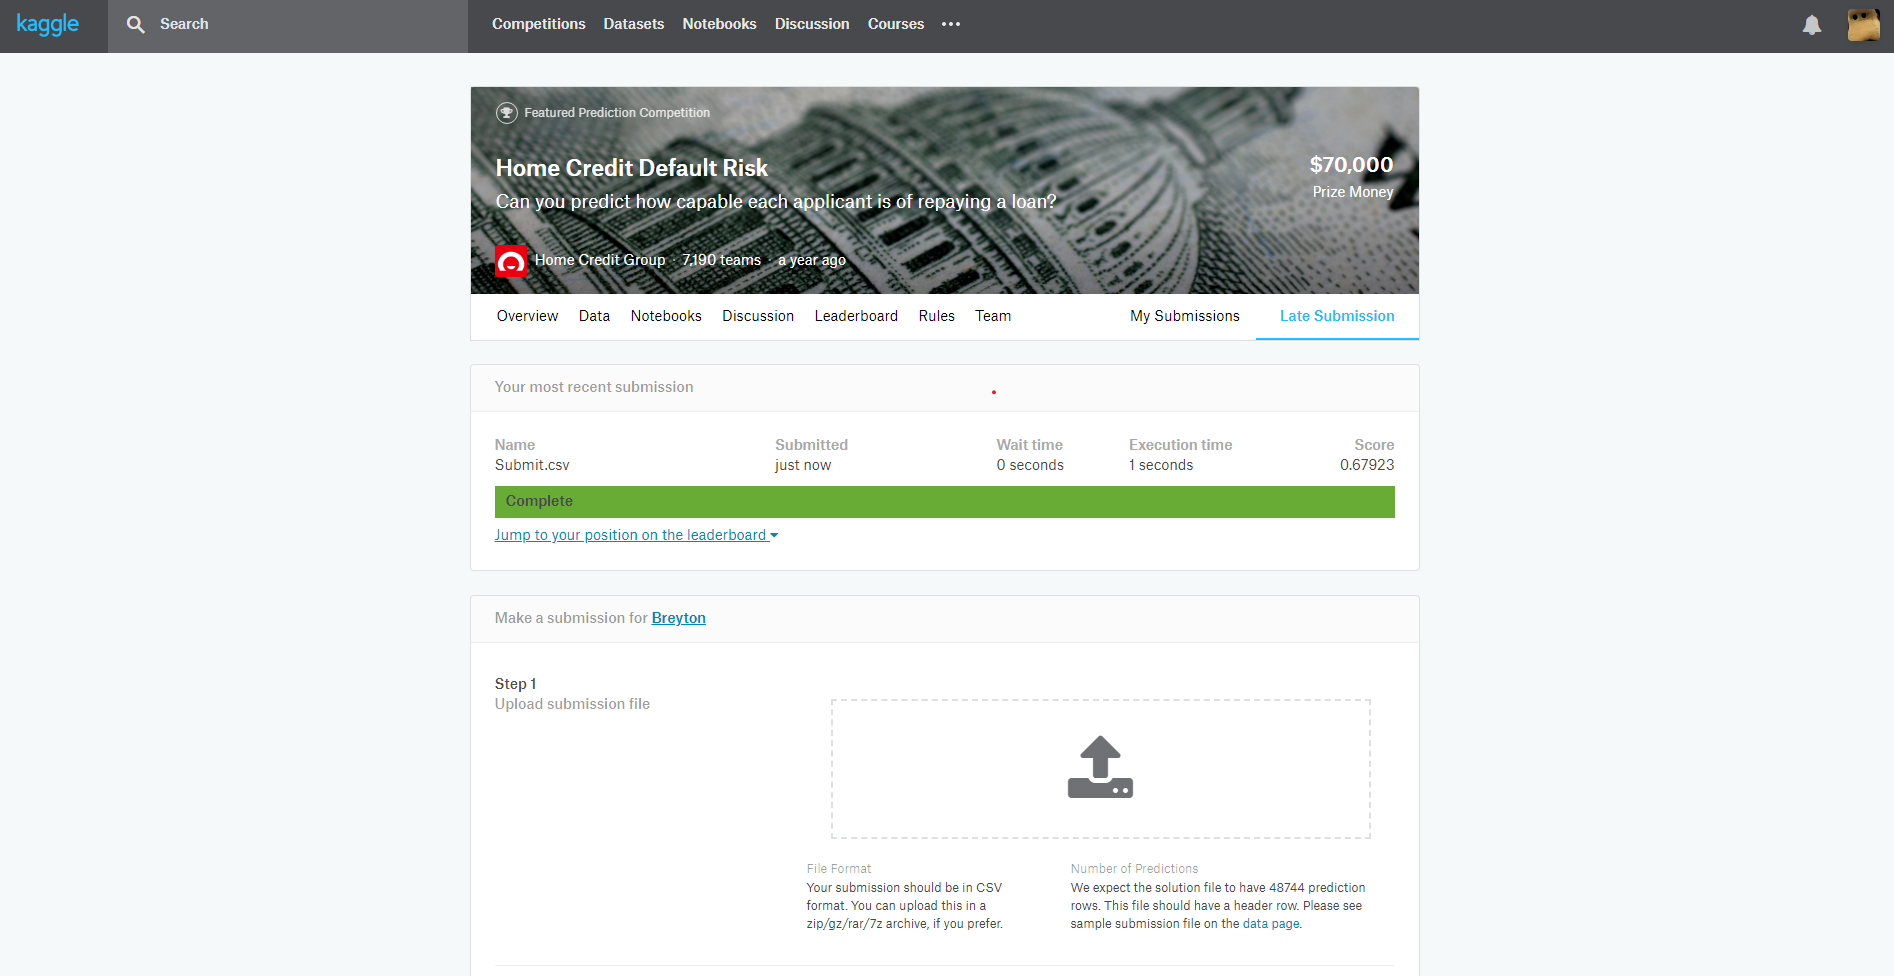 kaggle
Search
Competitions Datasets Notebooks Discussion Courses •••
Featured Prediction Competition
Home Credit Default Risk
Can you predict how capable each applicant is of repaying a loan?
$70,000
Prize Money
Home Credit Group · 7,190 teams · a year ago
Overview Data Notebooks Discussion Leaderboard Rules Team My Submissions Late Submission
Your most recent submission
Name Submitted Wait time Execution time Score
Submit.csv just now 0 seconds 1 seconds 0.67923
Complete
Jump to your position on the leaderboard
Make a submission for Breyton
Step 1
Upload submission file
File Format
Your submission should be in CSV
format. You can upload this in a
zip/gz/rar/7z archive, if you prefer.
Number of Predictions
We expect the solution file to have 48744 prediction
rows. This file should have a header row. Please see
sample submission file on the data page.